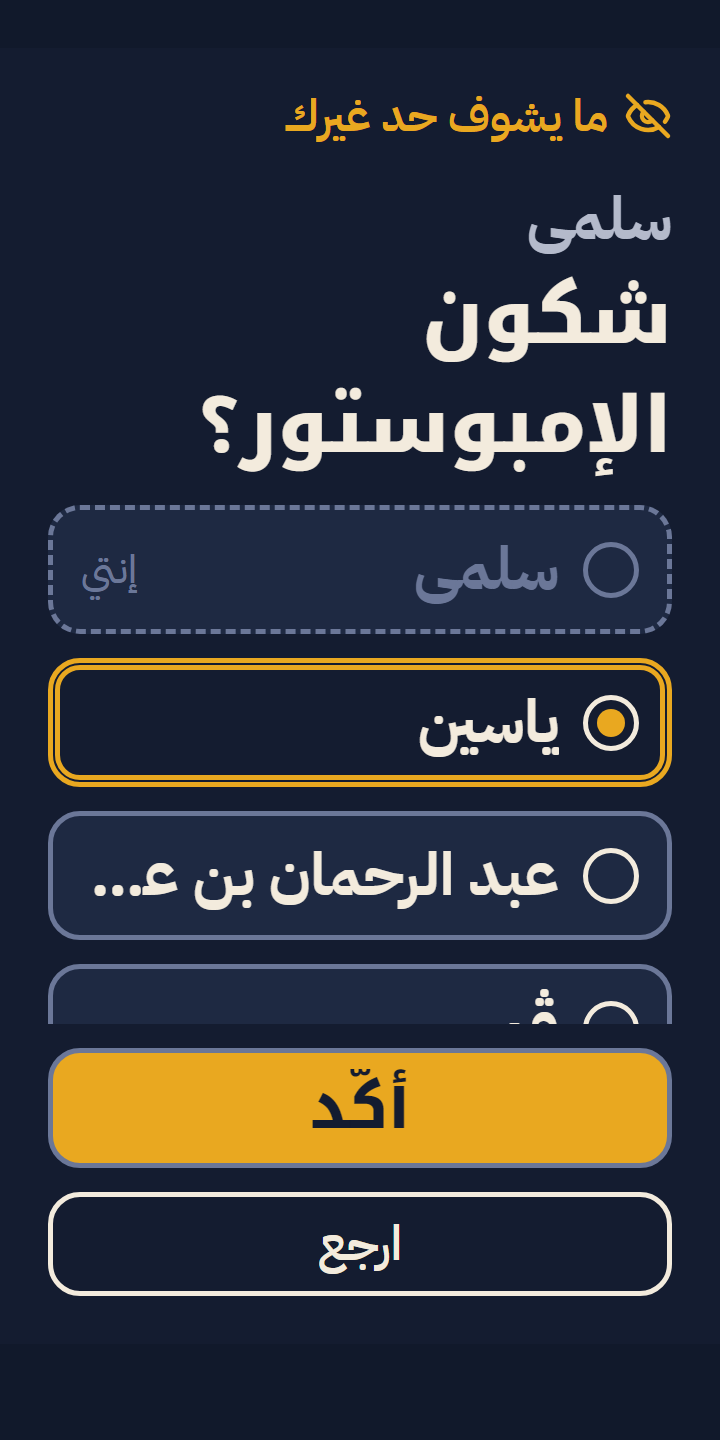 ما يشوف حد غيرك
سلمى
شكون
الإمبوستور؟
سلمى
إنتي
ياسين
عبد الرحمان بن ع...
أكّد
ارجع